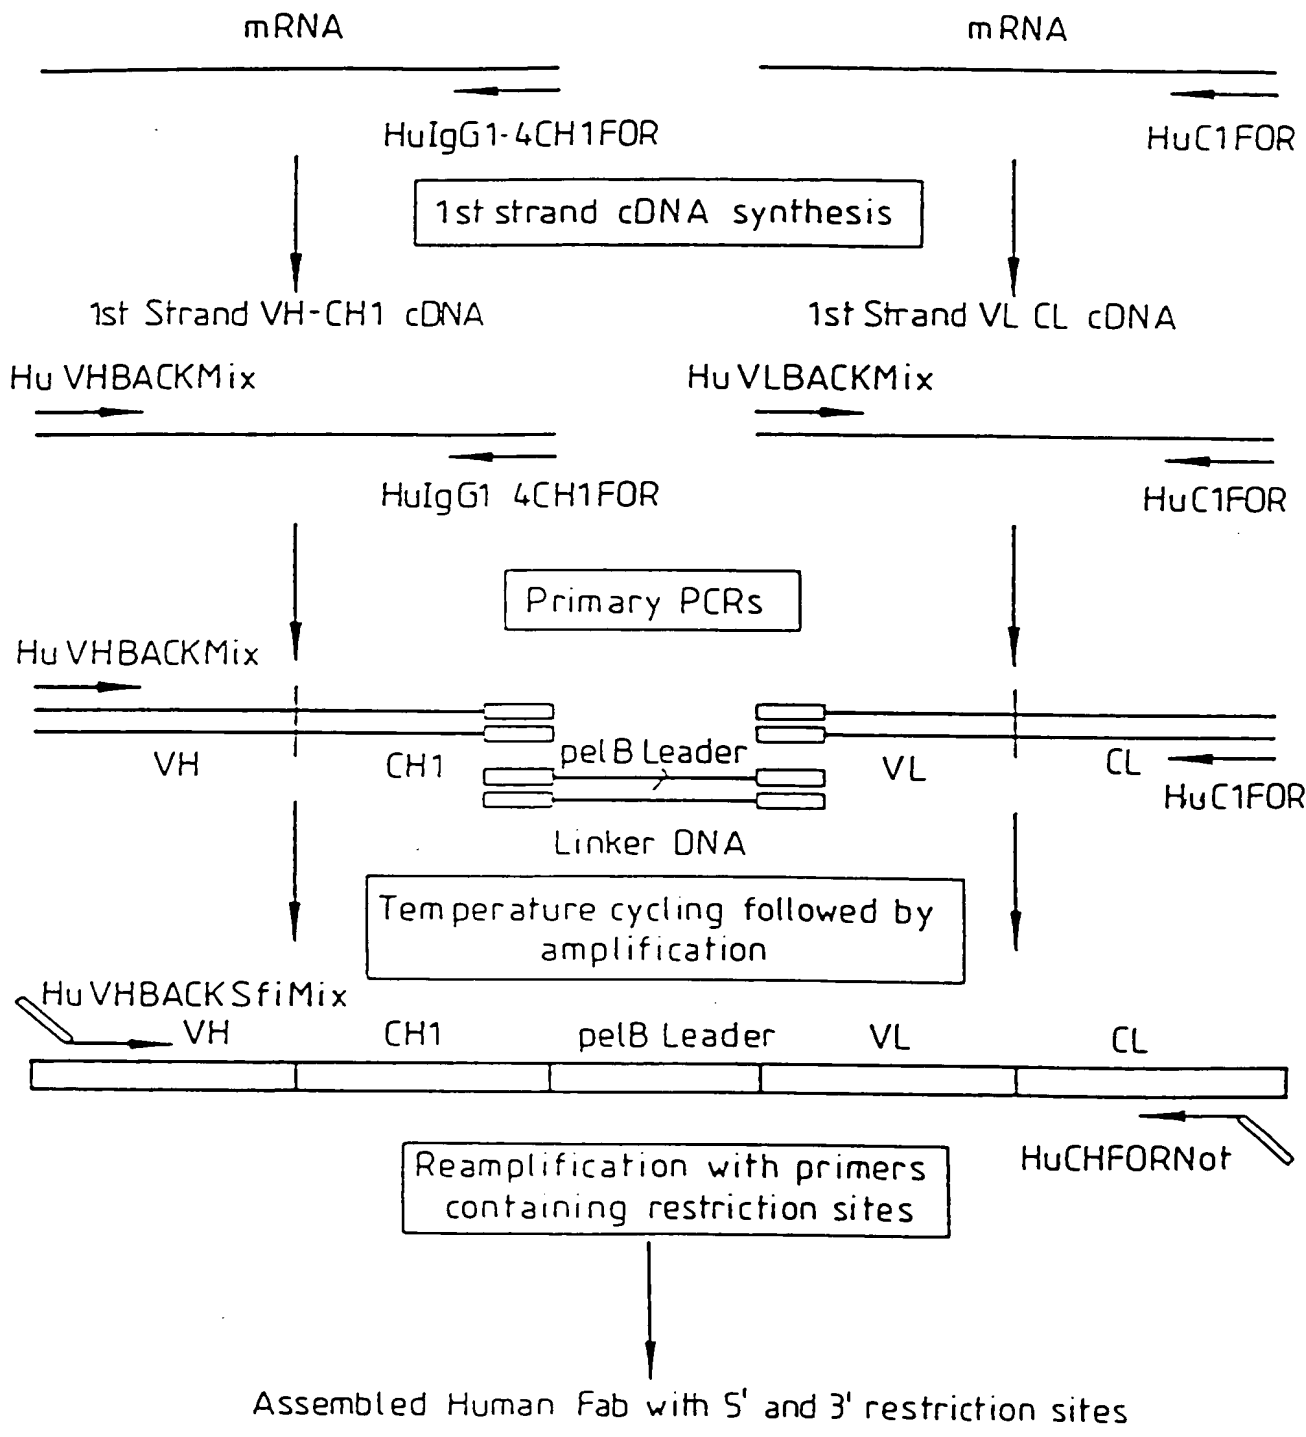 mRNA
mRNA
HuIgG1-4CH1FOR
HuC1FOR
1st strand cDNA synthesis
1st Strand VH-CH1 cDNA
1st Strand VL CL cDNA
Hu VHBACKMix
Hu VLBACKMix
HuIgG1 4CH1FOR
HuC1FOR
Primary PCRs
Hu VHBACKMix
pelB Leader
VH
CH1
VL
CL
HuC1FOR
Linker DNA
Temperature cycling followed by
amplification
Hu VHBACKSfiMix
VH
CH1
pelB Leader
VL
CL
HuCHFORNot
Reamplification with primers
containing restriction sites
Assembled Human Fab with 5' and 3' restriction sites